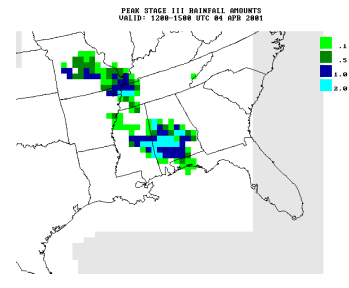 PEAK STAGE III RAINFALL AMOUNTS
VALID: 1200-1500 UTC 04 APR 2001
.1
.5
1.0
2.0